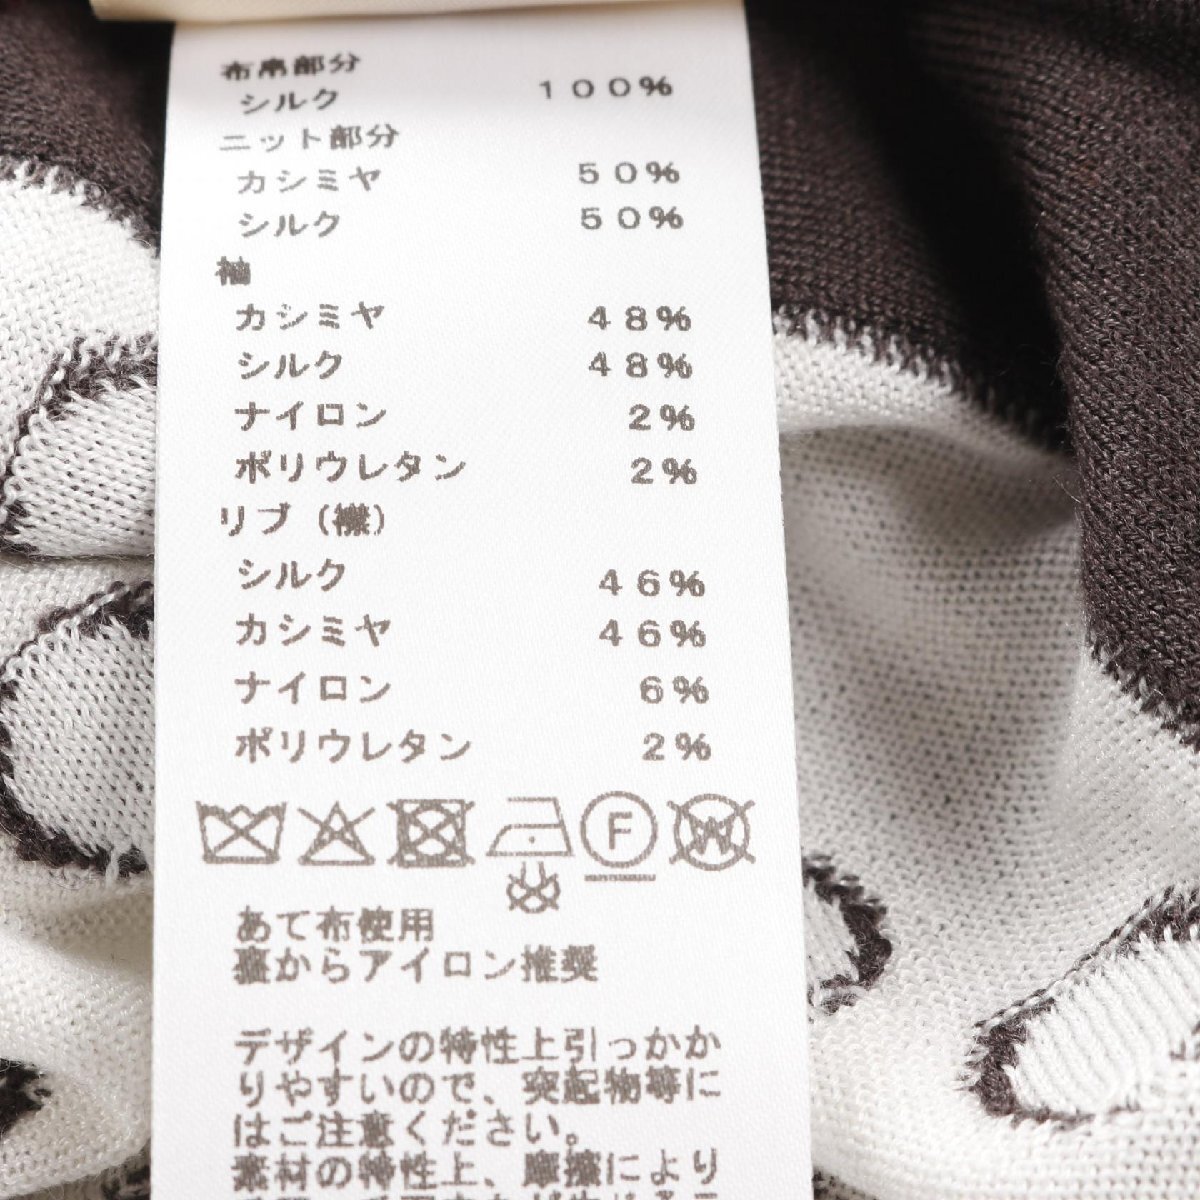 布帛部分
シルク 100%
ニット部分
カシミヤ 50%
シルク 50%
袖
カシミヤ 48%
シルク 48%
ナイロン 2%
ポリウレタン 2%
リブ(襟)
シルク 46%
カシミヤ 46%
ナイロン 6%
ポリウレタン 2%
F W
あて布使用
裏からアイロン推奨
デザインの特性上引っかか
りやすいので、突起物等に
はご注意ください。
素材の特性上、摩擦により